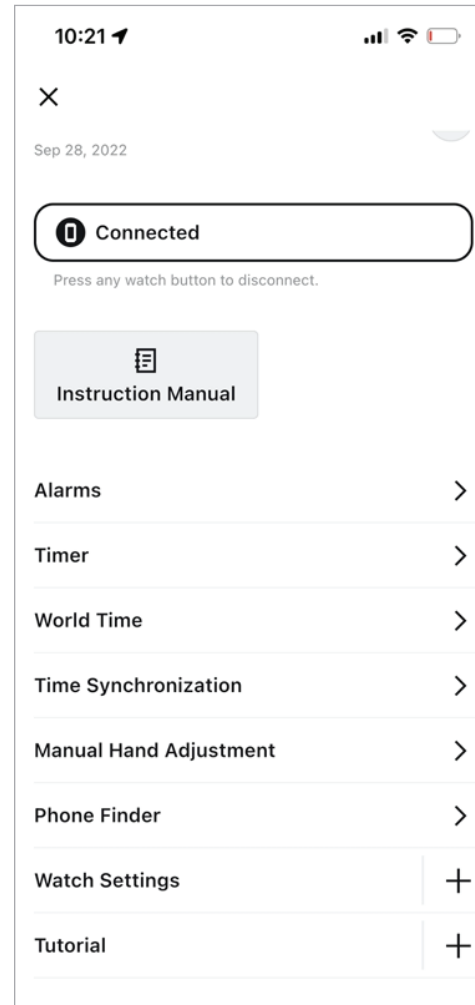 10:21
Sep 28, 2022
Connected
Press any watch button to disconnect.
Instruction Manual
Alarms
Timer
World Time
Time Synchronization
Manual Hand Adjustment
Phone Finder
Watch Settings
Tutorial